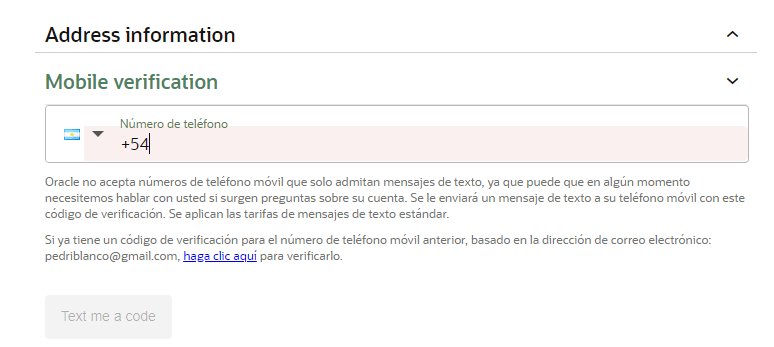 Address information
Mobile verification
Número de teléfono
+54
Oracle no acepta números de teléfono móvil que solo admitan mensajes de texto, ya que puede que en algún momento
necesitemos hablar con usted si surgen preguntas sobre su cuenta. Se le enviará un mensaje de texto a su teléfono móvil con este
código de verificación. Se aplican las tarifas de mensajes de texto estándar.
Si ya tiene un código de verificación para el número de teléfono móvil anterior, basado en la dirección de correo electrónico:
pedriblanco@gmail.com, haga clic aquí para verificarlo.
Text me a code